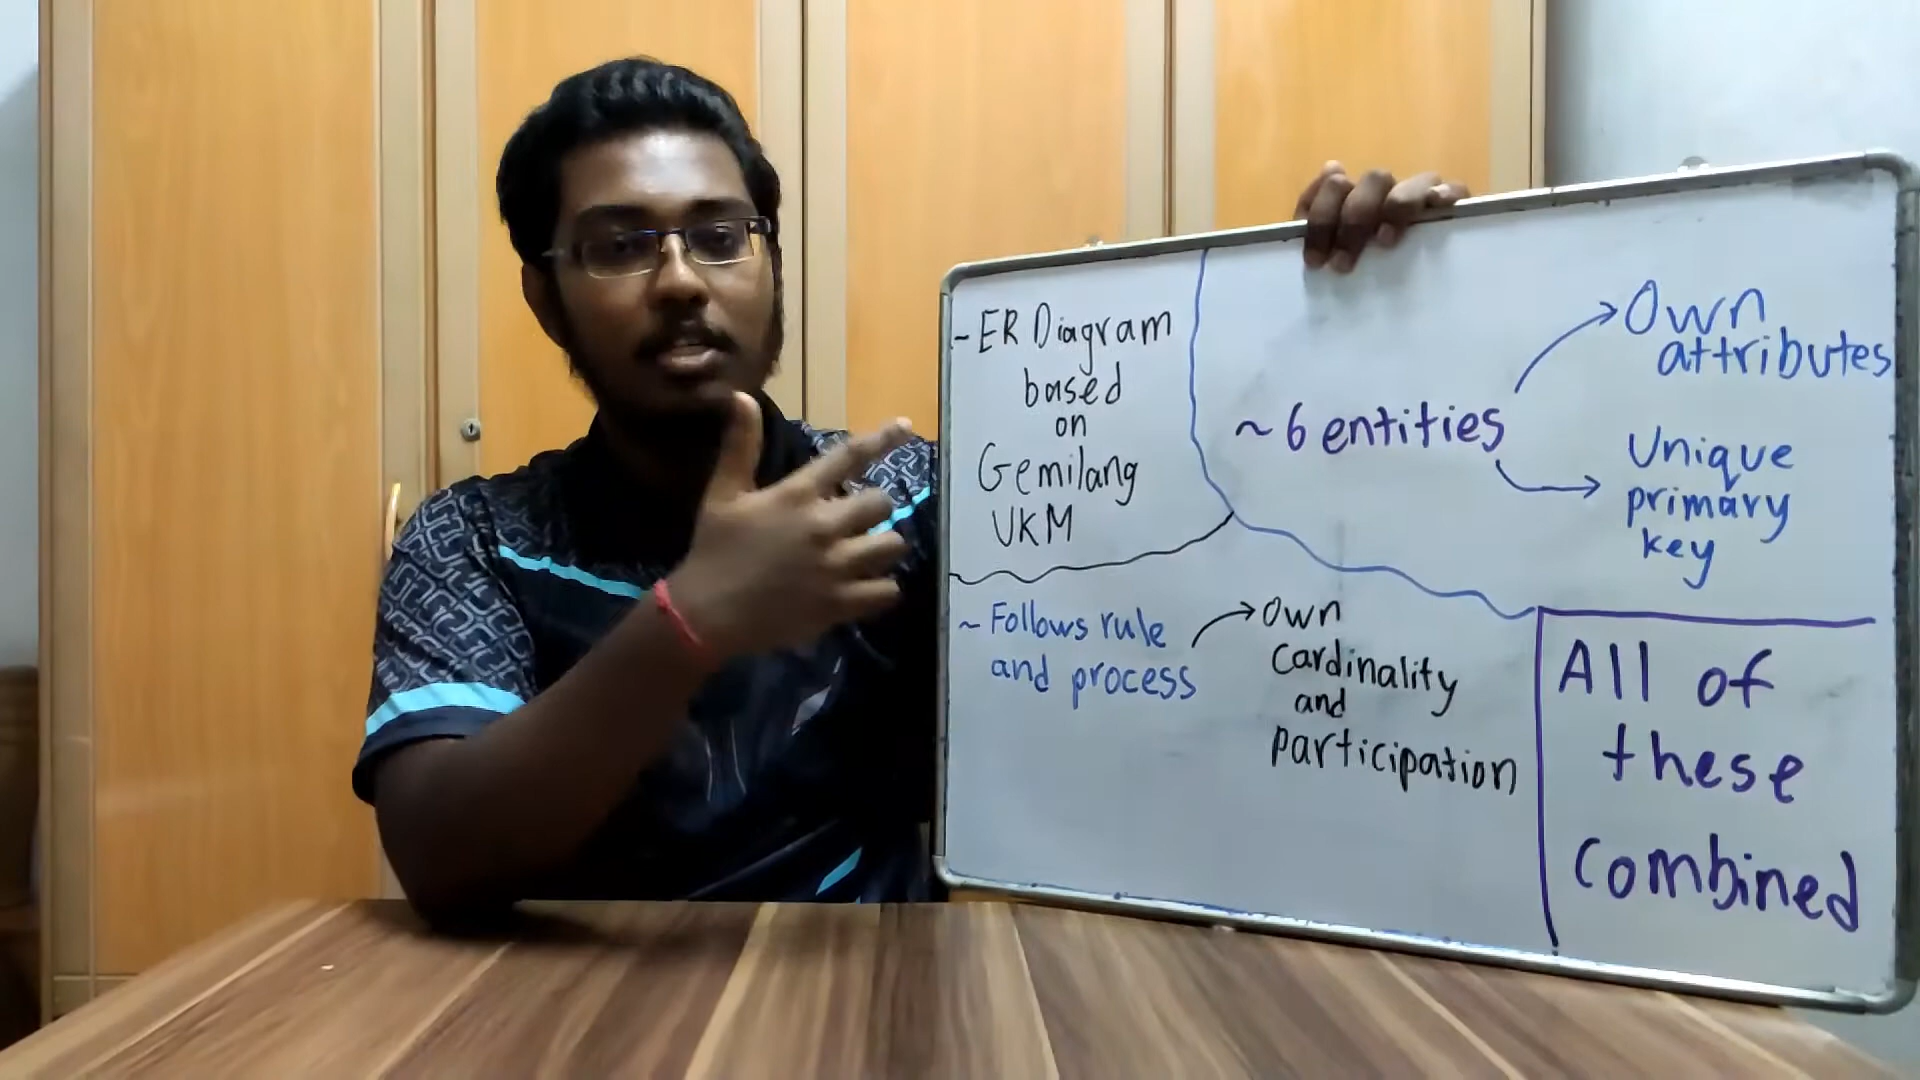 - ER Diagram
based
on
Gemilang
UKM
~ 6 entities
Own
attributes
Unique
primary
key
~ Follows rule
and process
Own
cardinality
and
participation
All of
these
combined